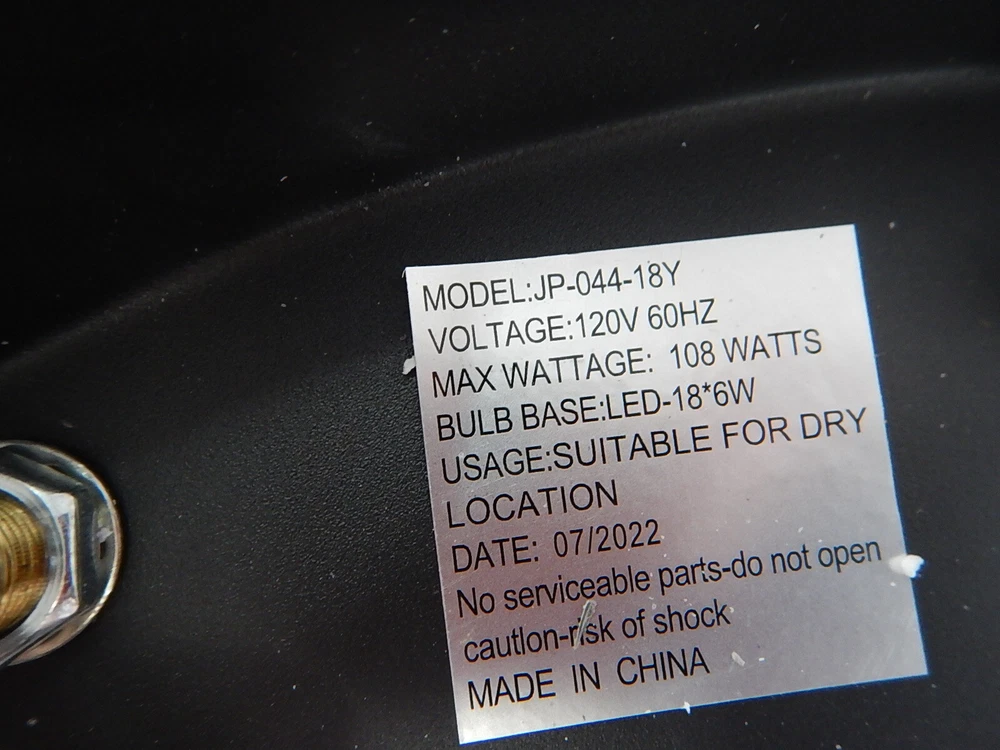 MODEL:JP-044-18Y
VOLTAGE:120V 60HZ
MAX WATTAGE: 108 WATTS
BULB BASE:LED-18*6W
USAGE:SUITABLE FOR DRY
LOCATION
DATE: 07/2022
No serviceable parts-do not open
cautlon-risk of shock
MADE IN CHINA